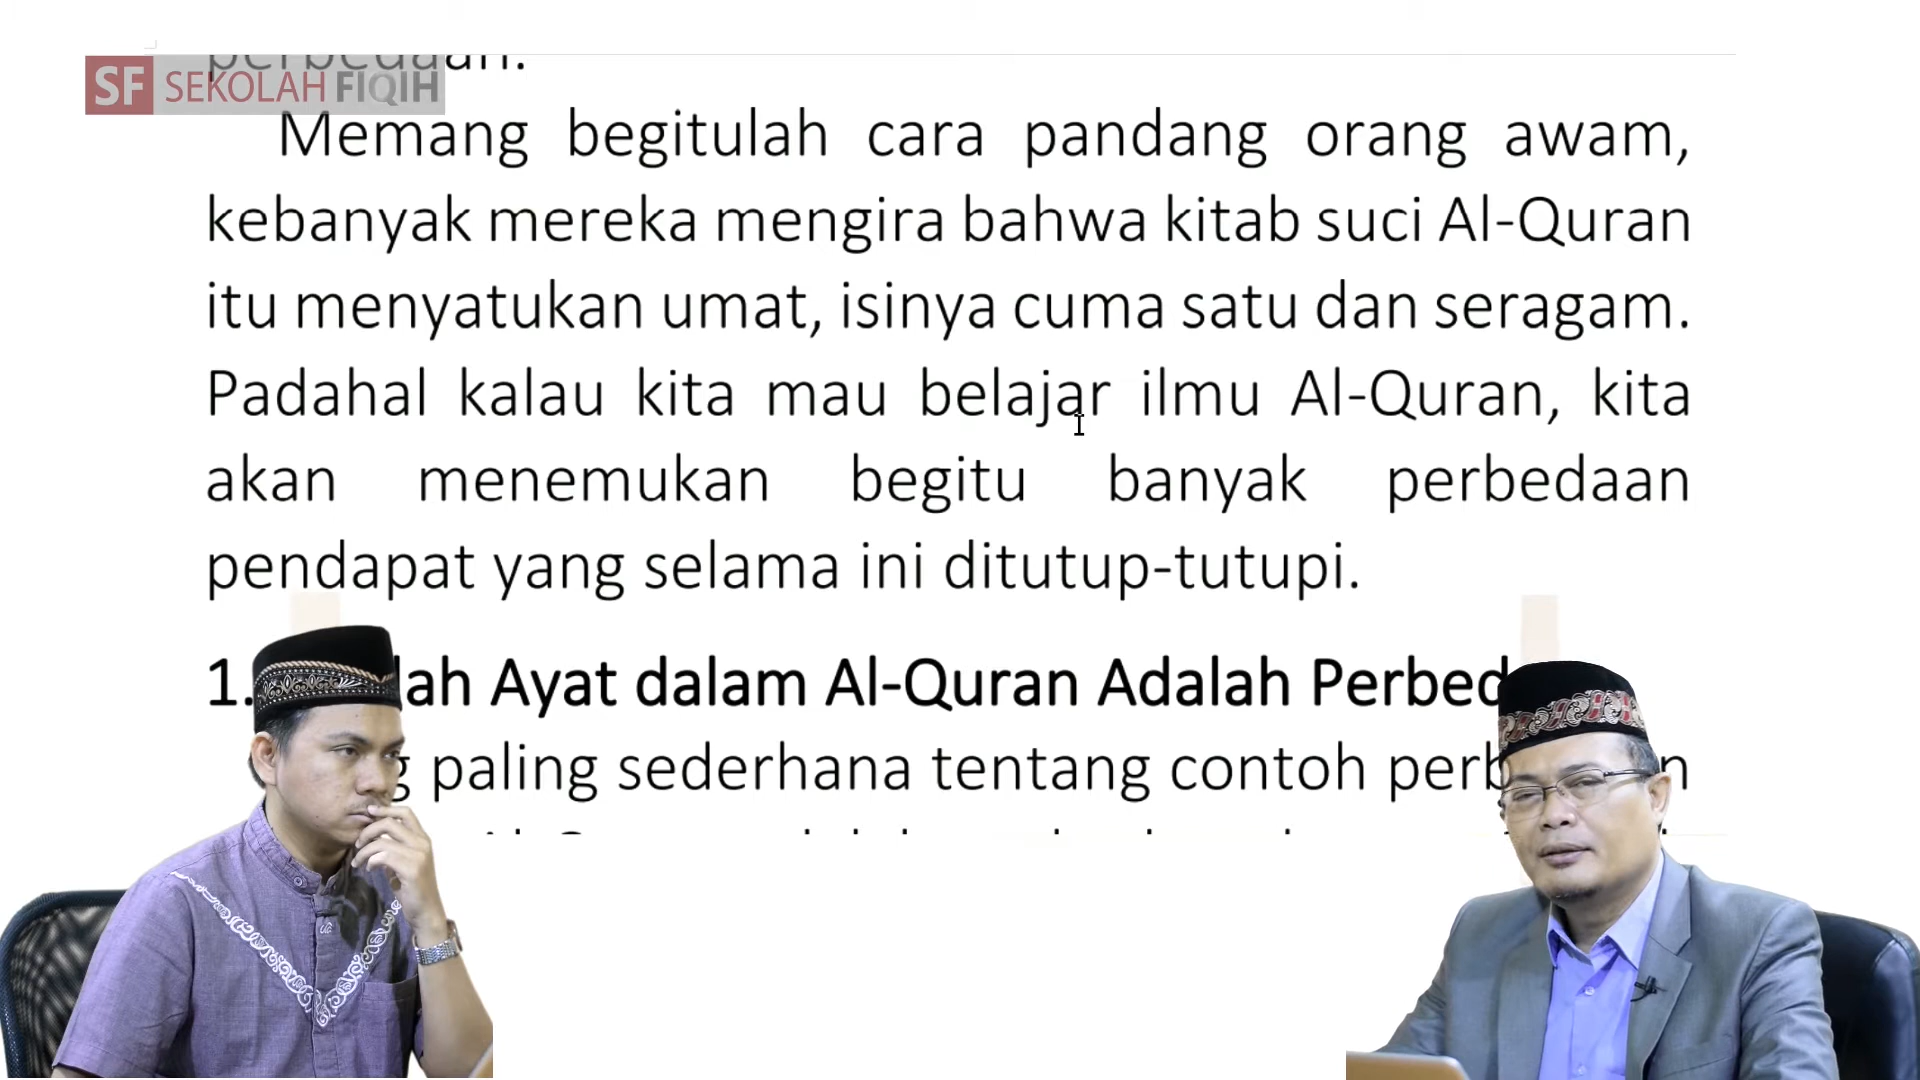 perbedaan.
SF SEKOLAH FIQIH
Memang begitulah cara pandang orang awam,
kebanyak mereka mengira bahwa kitab suci Al-Quran
itu menyatukan umat, isinya cuma satu dan seragam.
Padahal kalau kita mau belajar ilmu Al-Quran, kita
akan menemukan begitu banyak perbedaan
pendapat yang selama ini ditutup-tutupi.
1. lah Ayat dalam Al-Quran Adalah Perbed
g paling sederhana tentang contoh perb n